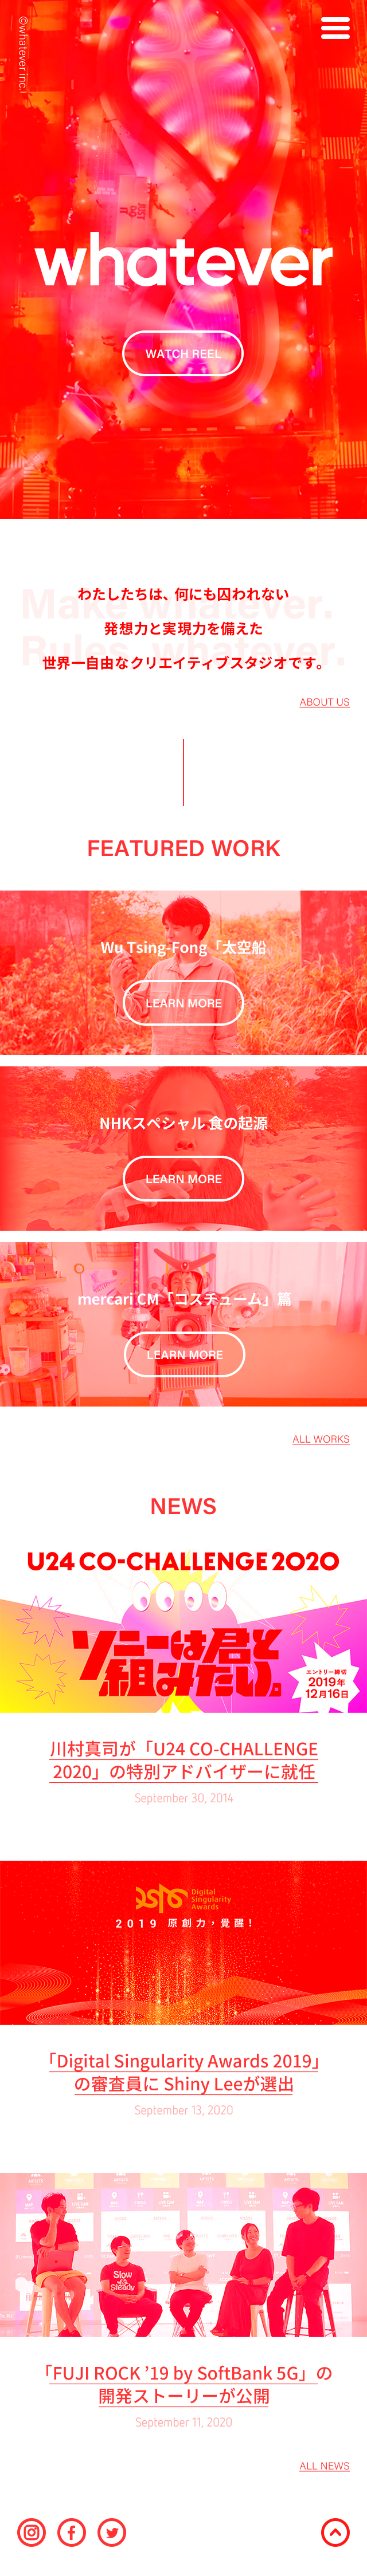 ©whatever inc.
whatever
WATCH REEL
Make whatever.
Rules, whatever.
わたしたちは、何にも囚われない
発想力と実現力を備えた
世界一自由なクリエイティブスタジオです。
ABOUT US
FEATURED WORK
Wu Tsing-Fong「太空船
LEARN MORE
NHKスペシャル 食の起源
LEARN MORE
mercari CM「コスチューム」篇
LEARN MORE
ALL WORKS
NEWS
U24 CO-CHALLENGE 2020
ソニーは君と
組みたい。
エントリー締切
2019年
12月16日
川村真司が「U24 CO-CHALLENGE
2020」の特別アドバイザーに就任
September 30, 2014
Digital
Singularity
Awards
2019 原創力，覺醒！
「Digital Singularity Awards 2019」
の審査員に Shiny Leeが選出
September 13, 2020
Slow
&
Steady
「FUJI ROCK ’19 by SoftBank 5G」の
開発ストーリーが公開
September 11, 2020
ALL NEWS